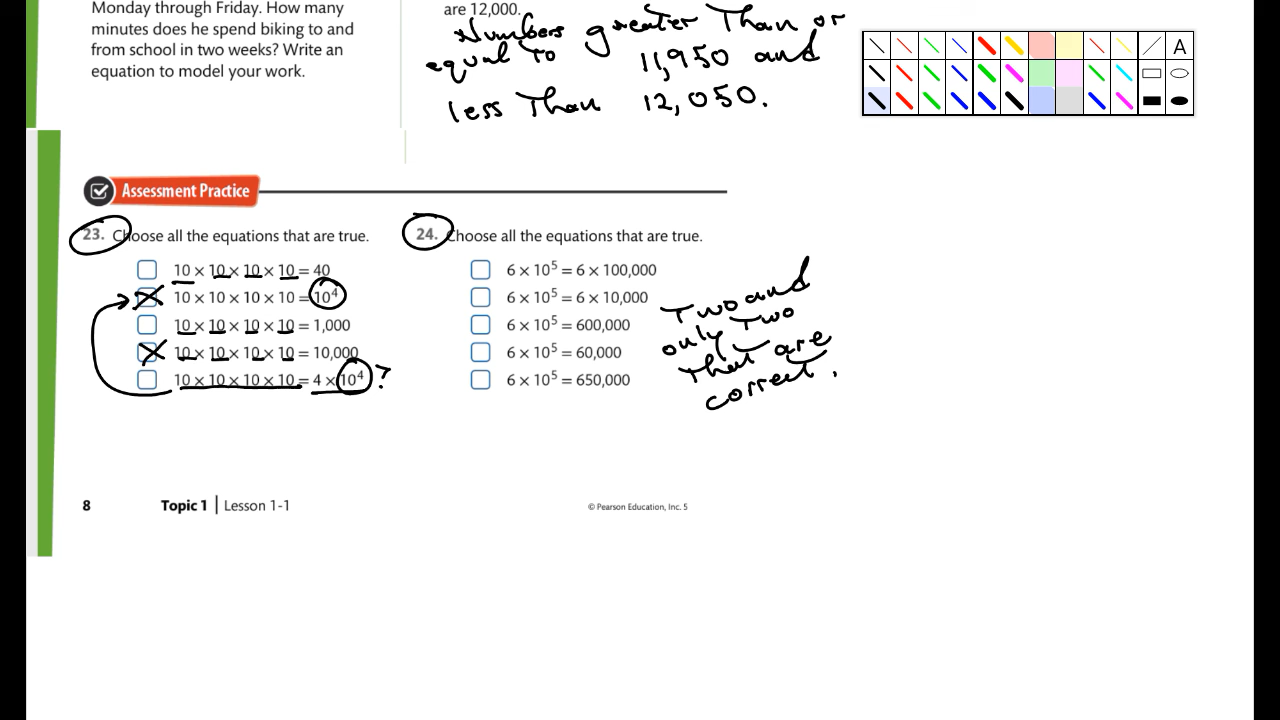 Monday through Friday. How many
minutes does he spend biking to and
from school in two weeks? Write an
equation to model your work.
are 12,000.
Numbers greater Than or
equal To 11,950 and
less Than 12,050.
A
Assessment Practice
23. Choose all the equations that are true.
10 × 10 × 10 × 10 = 40
10 × 10 × 10 × 10 = 10⁴
10 × 10 × 10 × 10 = 1,000
10 × 10 × 10 × 10 = 10,000
10 × 10 × 10 × 10 = 4 × 10⁴ ?
24. Choose all the equations that are true.
6 × 10⁵ = 6 × 100,000
6 × 10⁵ = 6 × 10,000
6 × 10⁵ = 600,000
6 × 10⁵ = 60,000
6 × 10⁵ = 650,000
Two and
only Two
That are
correct.
8 Topic 1 | Lesson 1-1
© Pearson Education, Inc. 5